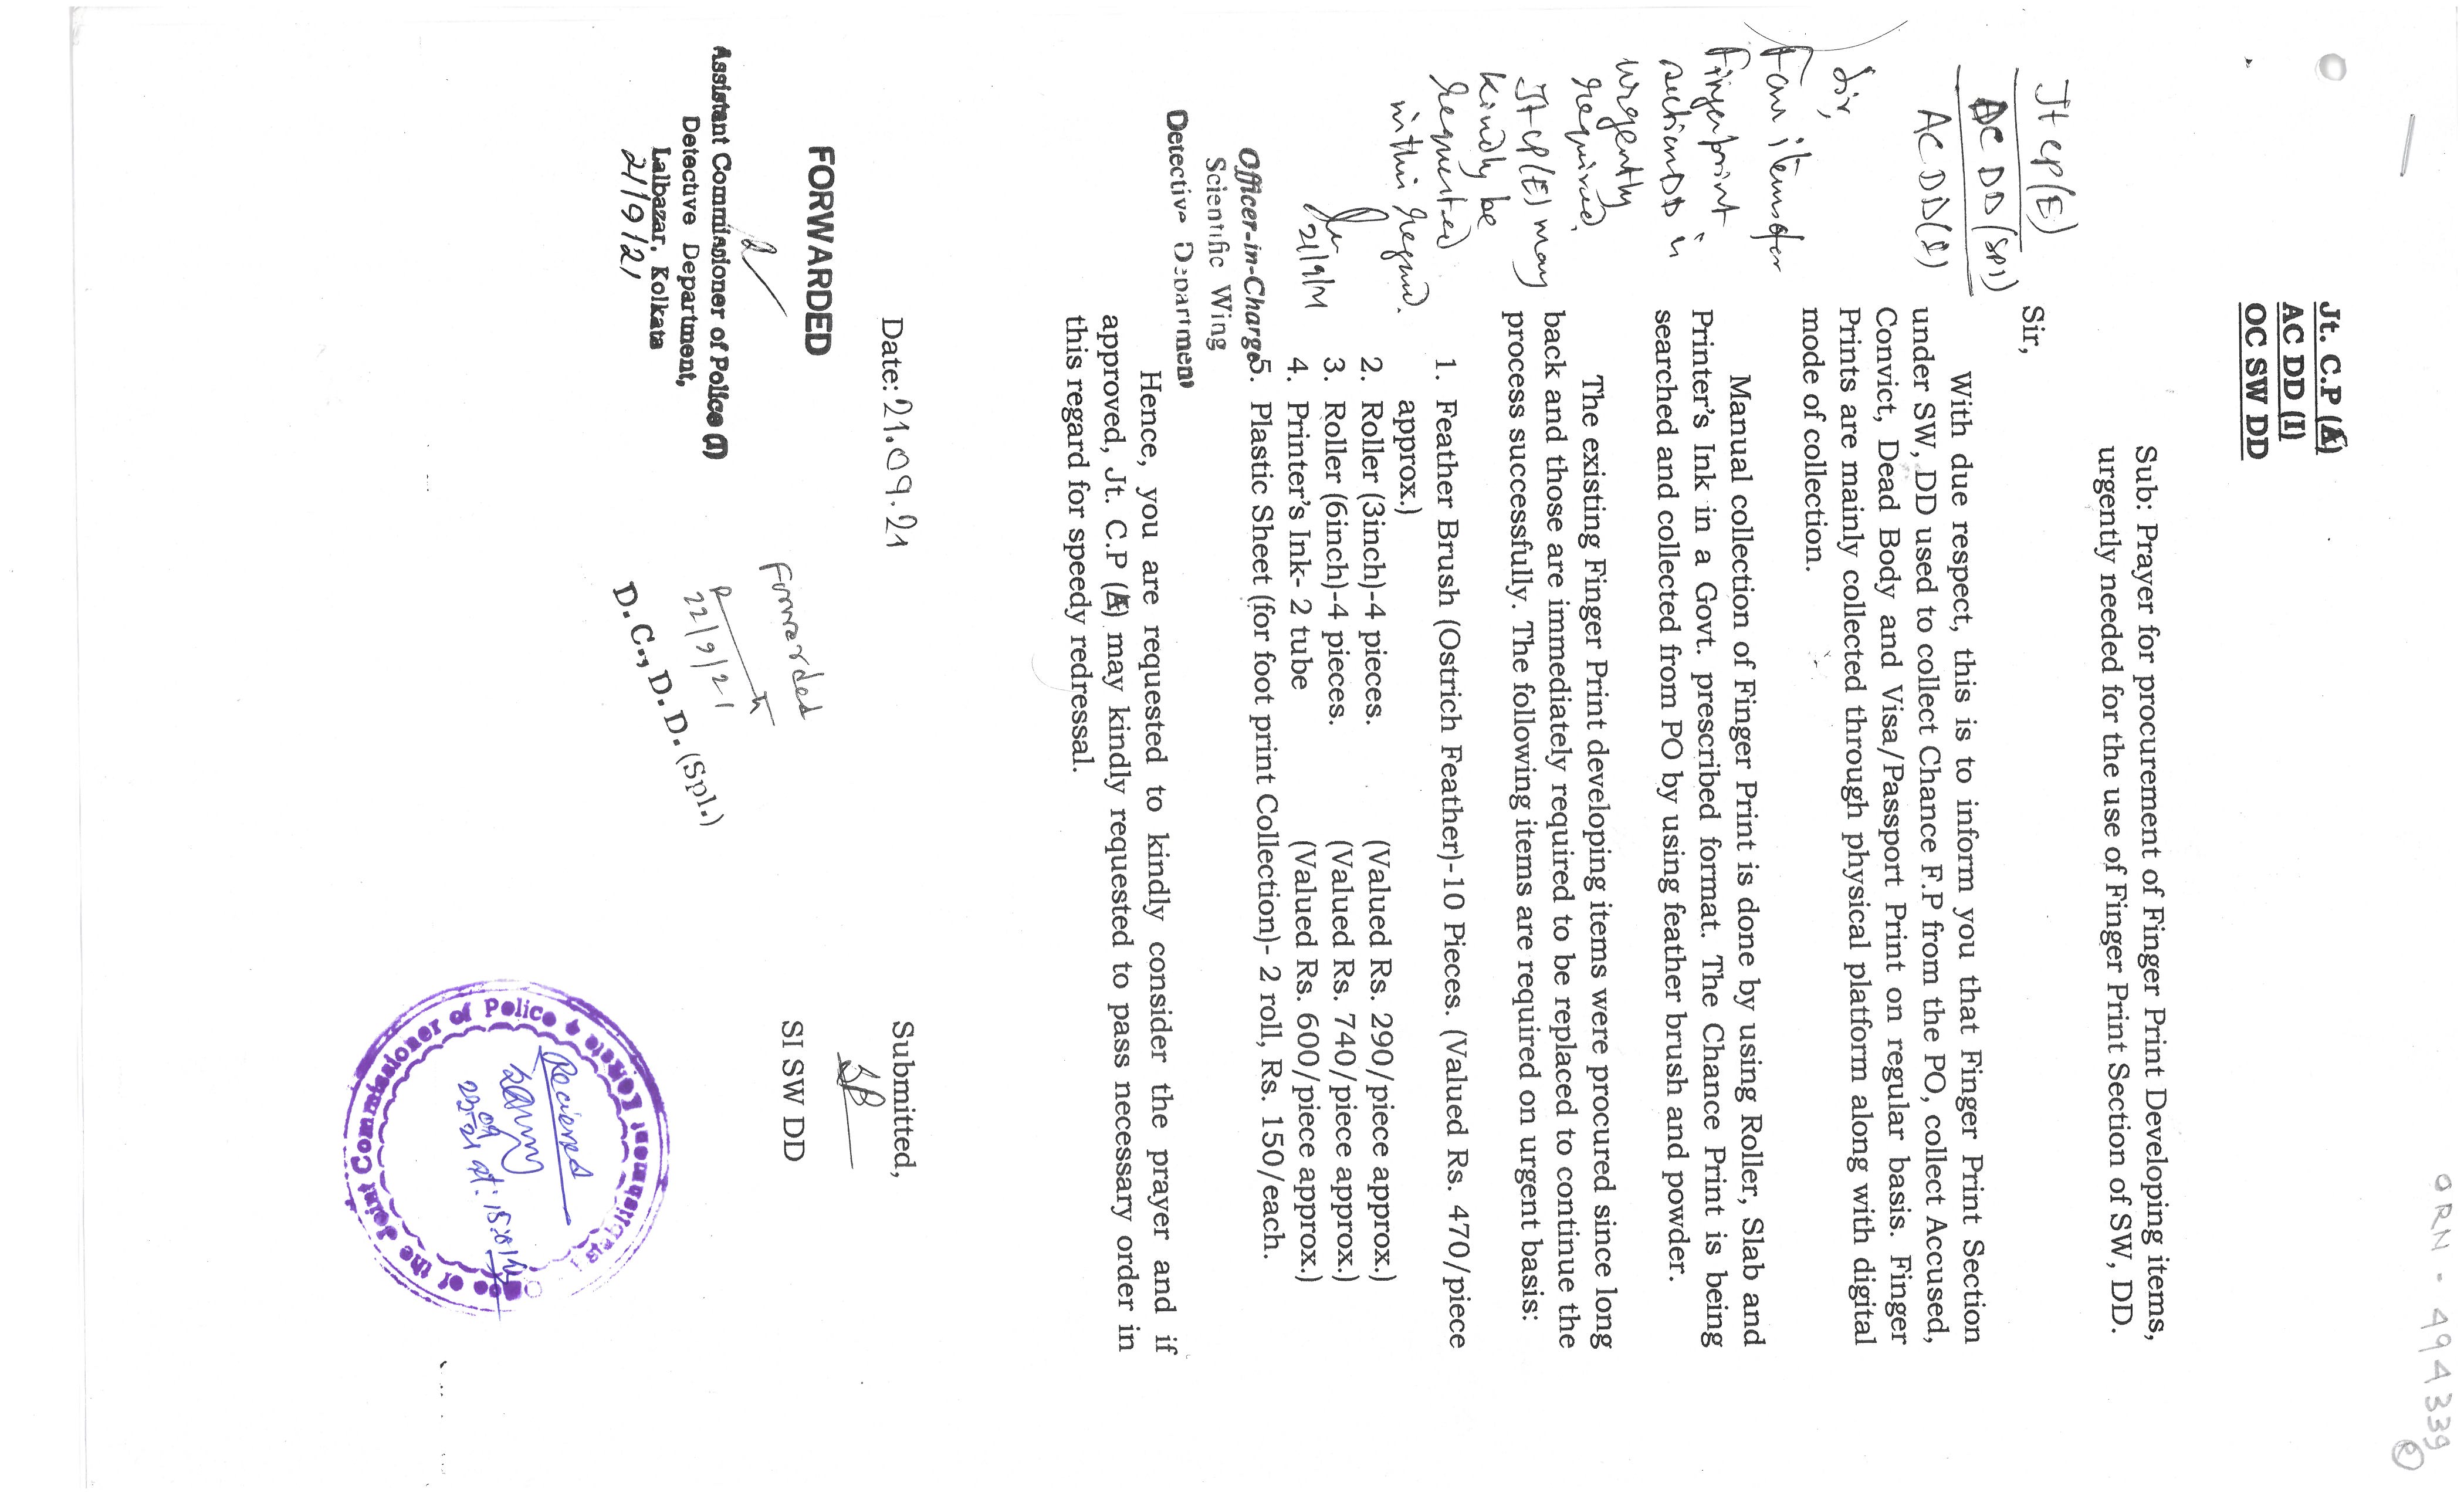 ORN - 494339
R
Jt. C.P (E)
AC DD (I)
OC SW DD
Sub: Prayer for procurement of Finger Print Developing items,
urgently needed for the use of Finger Print Section of SW, DD.
Jt CP(E)
DC DD (SPl)
AC DD(I)
Sir,
Four items for
Fingerprint
section DD is
urgently
required.
Jt CP(E) may
kindly be
requested
in this regard.
21/9/21
Officer-in-Charge
Scientific Wing
Detective Department
Sir,
With due respect, this is to inform you that Finger Print Section
under SW, DD used to collect Chance F.P from the PO, collect Accused,
Convict, Dead Body and Visa/Passport Print on regular basis. Finger
Prints are mainly collected through physical platform along with digital
mode of collection.
Manual collection of Finger Print is done by using Roller, Slab and
Printer's Ink in a Govt. prescribed format. The Chance Print is being
searched and collected from PO by using feather brush and powder.
The existing Finger Print developing items were procured since long
back and those are immediately required to be replaced to continue the
process successfully. The following items are required on urgent basis:
1. Feather Brush (Ostrich Feather)-10 Pieces. (Valued Rs. 470/piece
approx.)
2. Roller (3inch)-4 pieces. (Valued Rs. 290/piece approx.)
3. Roller (6inch)-4 pieces. (Valued Rs. 740/piece approx.)
4. Printer's Ink- 2 tube (Valued Rs. 600/piece approx.)
5. Plastic Sheet (for foot print Collection)- 2 roll, Rs. 150/each.
Hence, you are requested to kindly consider the prayer and if
approved, Jt. C.P (E) may kindly requested to pass necessary order in
this regard for speedy redressal.
Date: 21.09.21
Submitted,
SB
SI SW DD
FORWARDED
Assistant Commissioner of Police (I)
Detective Department,
Lalbazar, Kolkata
21/9/21
Forwarded
22/9/21
D. C., D. D. (Spl.)
Office of the Joint Commissioner of Police Establishment Kolkata
Recieved
22 09 21 at: 15:01